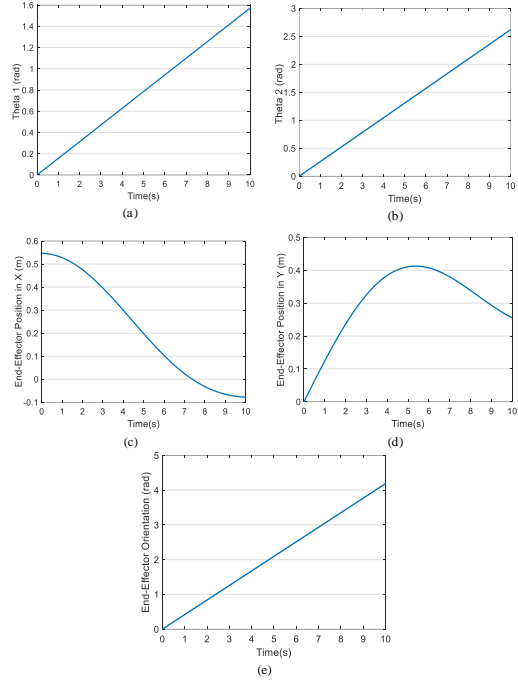 Theta 1 (rad)
1.6
1.4
1.2
1
0.8
0.6
0.4
0.2
0
0 1 2 3 4 5 6 7 8 9 10
Time(s)
(a)
Theta 2 (rad)
3
2.5
2
1.5
1
0.5
0
0 1 2 3 4 5 6 7 8 9 10
Time(s)
(b)
End-Effector Position in X (m)
0.6
0.5
0.4
0.3
0.2
0.1
0
-0.1
0 1 2 3 4 5 6 7 8 9 10
Time(s)
(c)
End-Effector Position in Y (m)
0.5
0.4
0.3
0.2
0.1
0
0 1 2 3 4 5 6 7 8 9 10
Time(s)
(d)
End-Effector Orientation (rad)
5
4
3
2
1
0
0 1 2 3 4 5 6 7 8 9 10
Time(s)
(e)